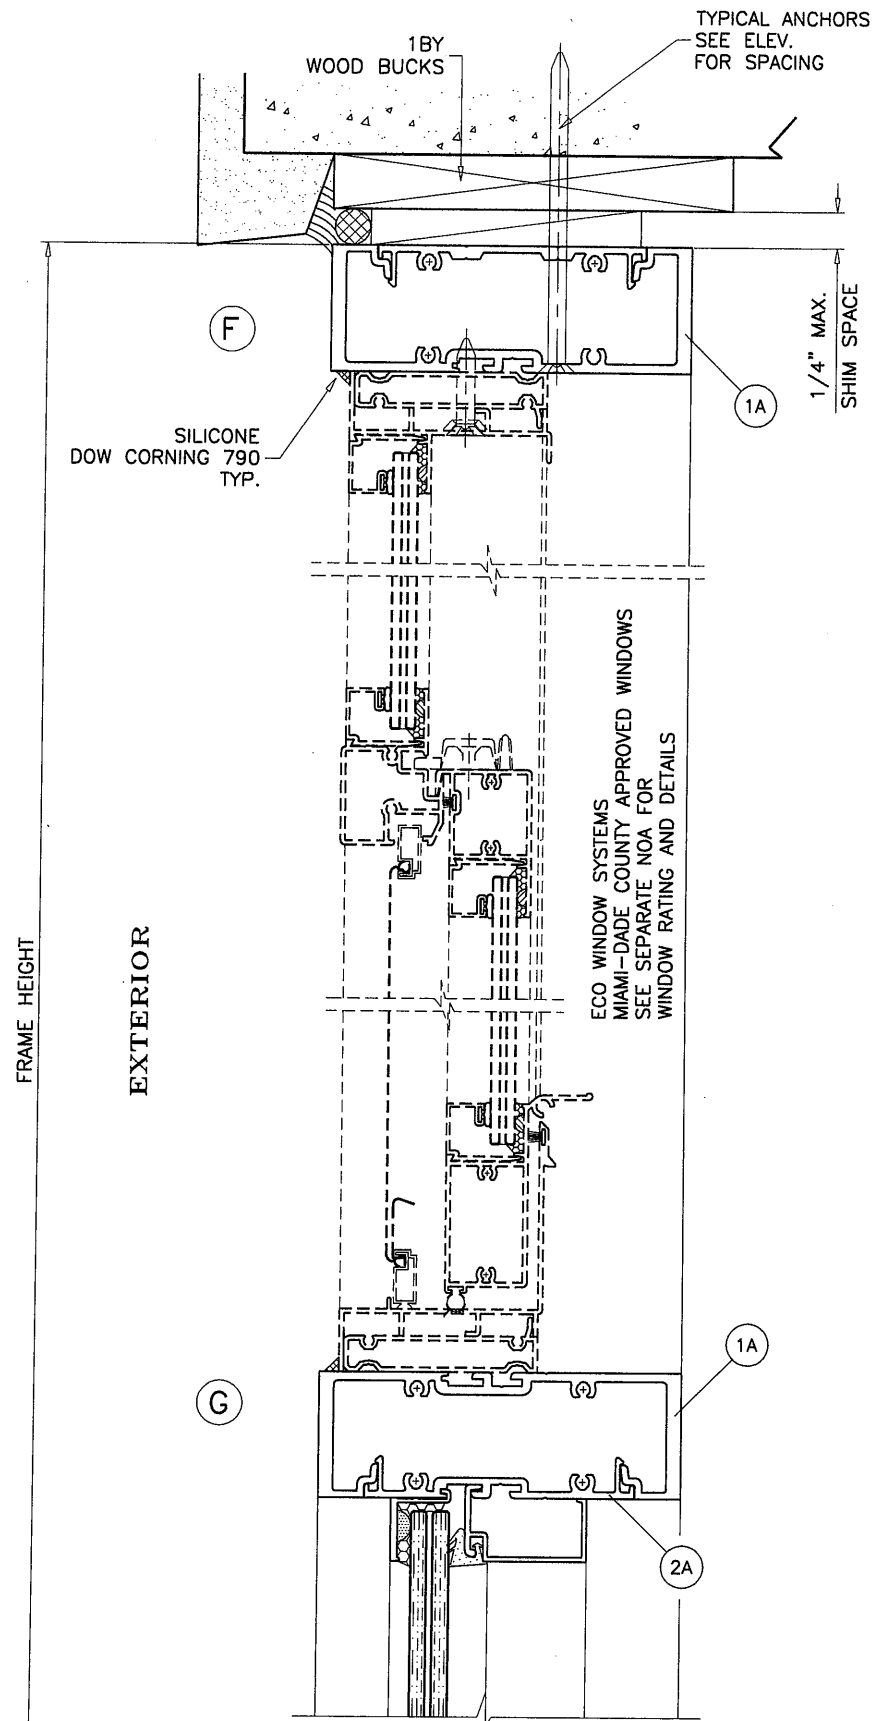 TYPICAL ANCHORS
SEE ELEV.
FOR SPACING
1BY
WOOD BUCKS
1/4" MAX.
SHIM SPACE
F
1A
SILICONE
DOW CORNING 790
TYP.
ECO WINDOW SYSTEMS
MIAMI-DADE COUNTY APPROVED WINDOWS
SEE SEPARATE NOA FOR
WINDOW RATING AND DETAILS
FRAME HEIGHT
EXTERIOR
1A
G
2A